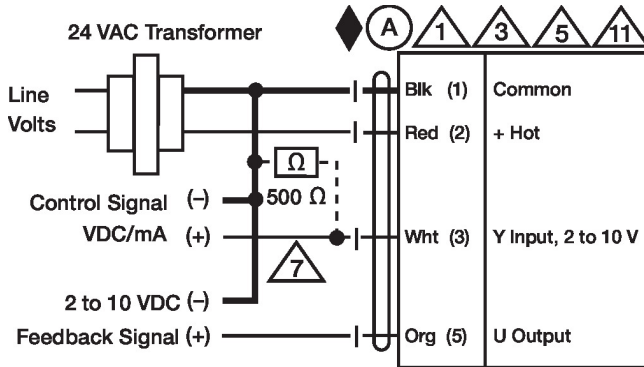 24 VAC Transformer
A 1 3 5 11
Line
Volts
Blk (1) Common
Red (2) + Hot
Ω
500 Ω
Control Signal (-)
VDC/mA (+)
Wht (3) Y Input, 2 to 10 V
7
2 to 10 VDC (-)
Feedback Signal (+)
Org (5) U Output